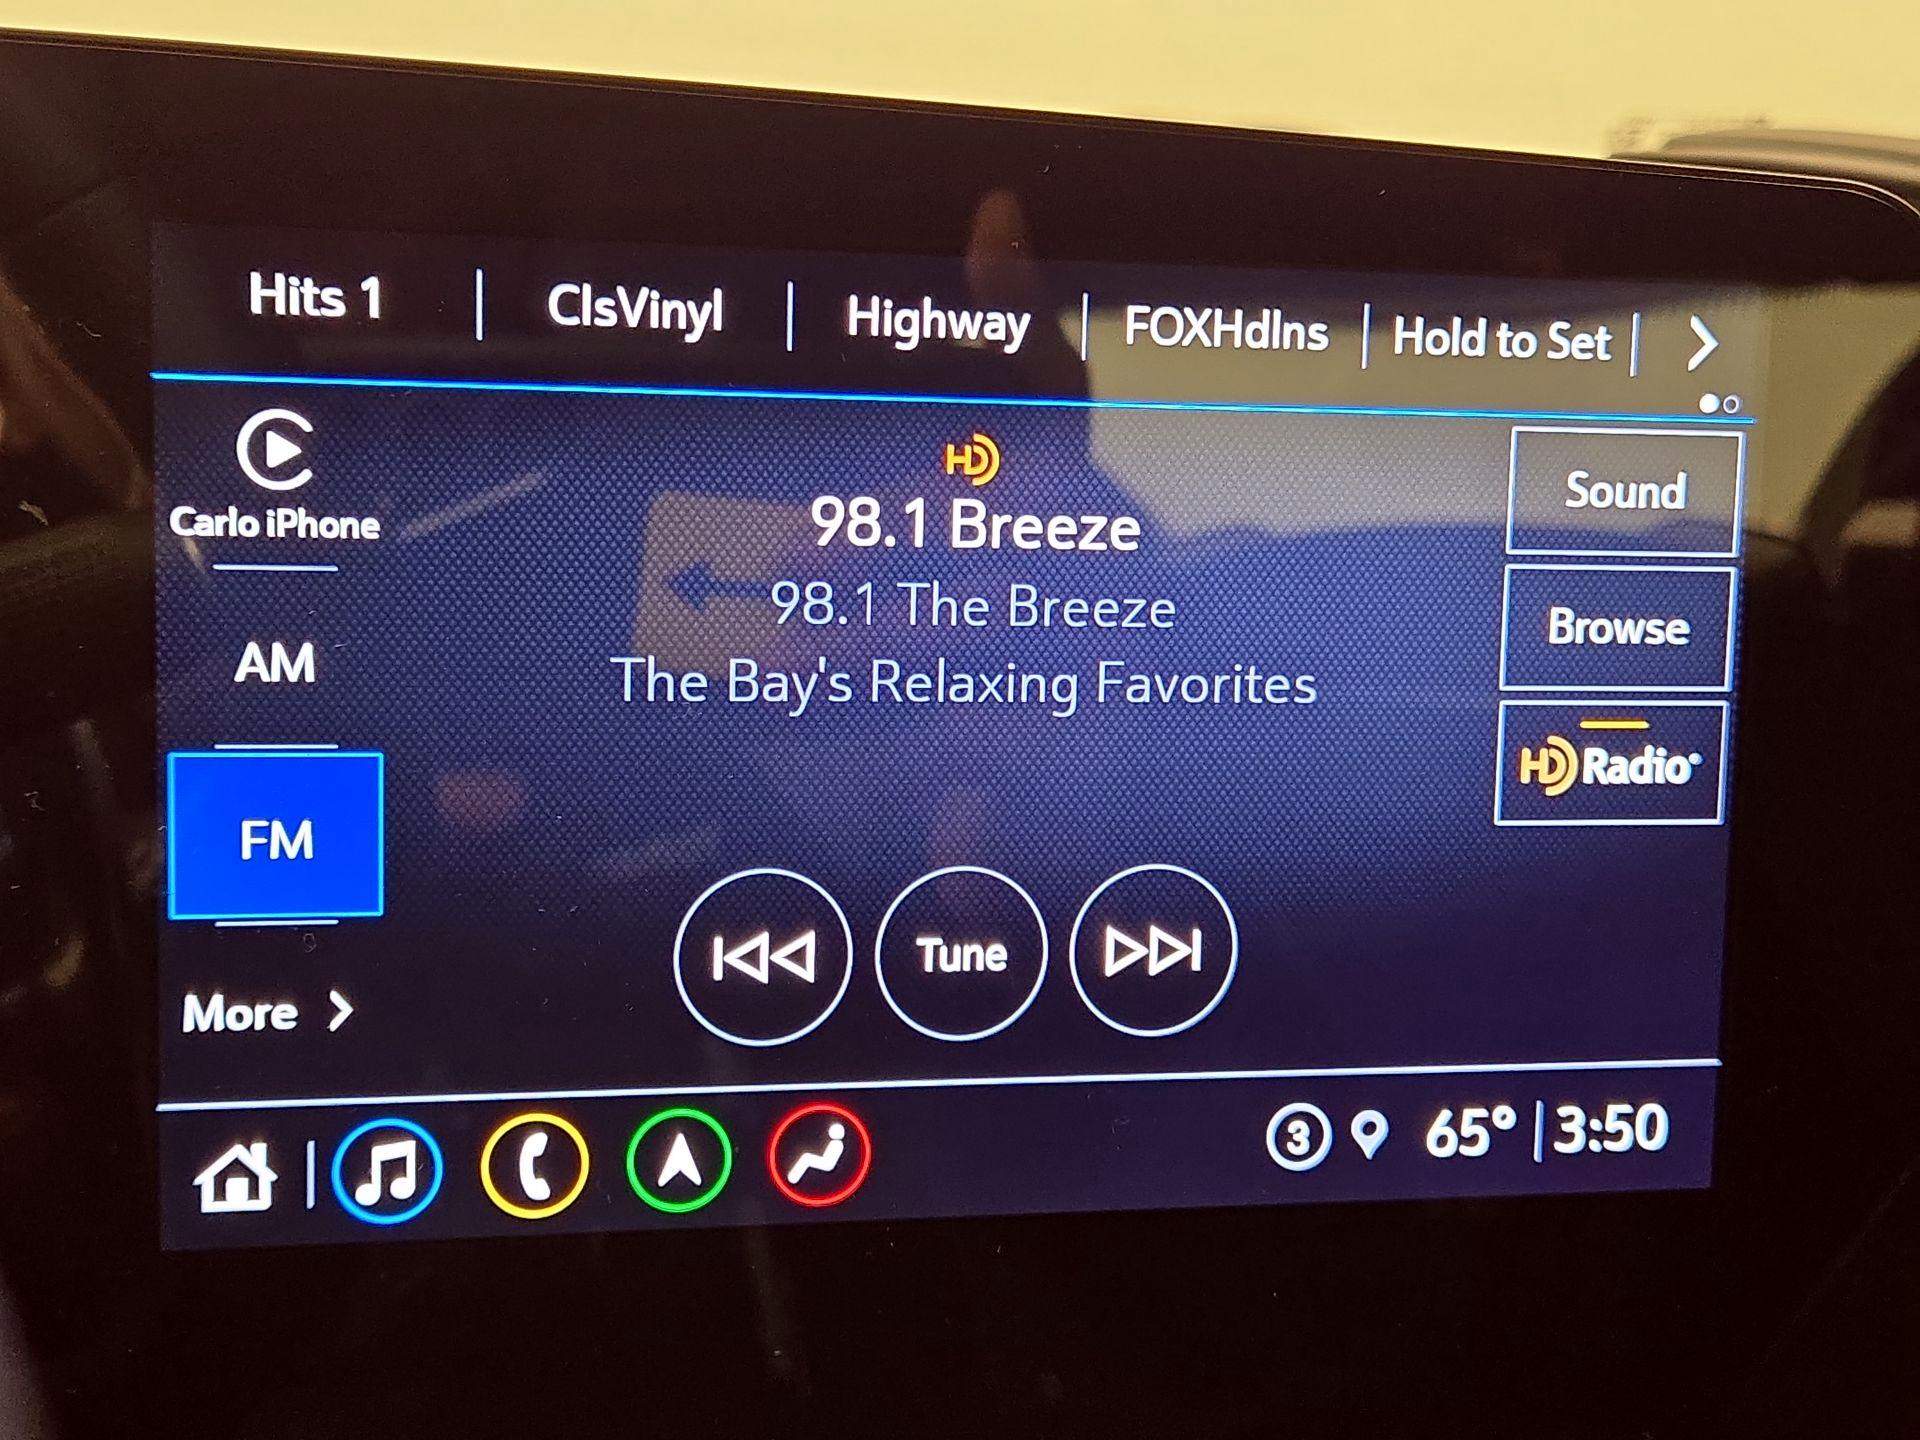 Hits 1 | ClsVinyl | Highway | FOXHdlns | Hold to Set |
Carlo iPhone
AM
FM
More
HD
98.1 Breeze
98.1 The Breeze
The Bay's Relaxing Favorites
Tune
Sound
Browse
HD Radio®
3 65° | 3:50